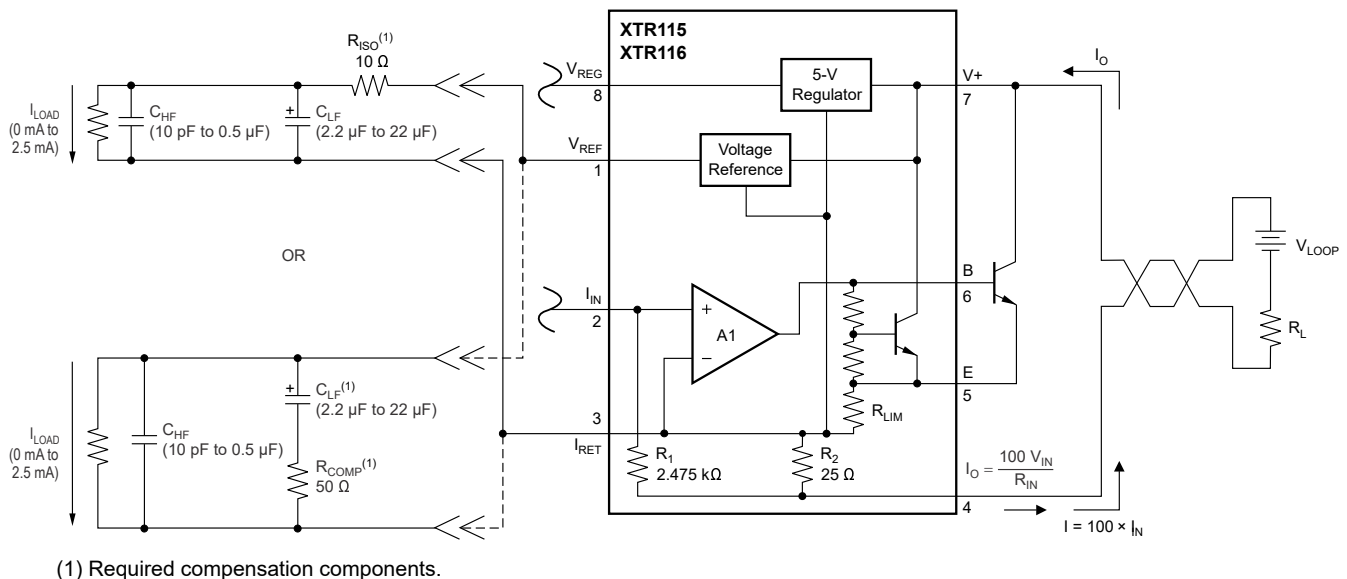 XTR115
XTR116
R_ISO^(1)
10 Ω
V_REG
8
5-V
Regulator
V+
7
I_O
I_LOAD
(0 mA to
2.5 mA)
C_HF
(10 pF to 0.5 µF)
+
C_LF
(2.2 µF to 22 µF)
V_REF
1
Voltage
Reference
OR
V_LOOP
B
6
I_IN
2
+
A1
−
R_L
E
5
+
C_LF^(1)
(2.2 µF to 22 µF)
R_LIM
3
I_RET
I_LOAD
(0 mA to
2.5 mA)
C_HF
(10 pF to 0.5 µF)
R_COMP^(1)
50 Ω
R_1
2.475 kΩ
R_2
25 Ω
I_O = 100 V_IN / R_IN
4
I = 100 × I_IN
(1) Required compensation components.